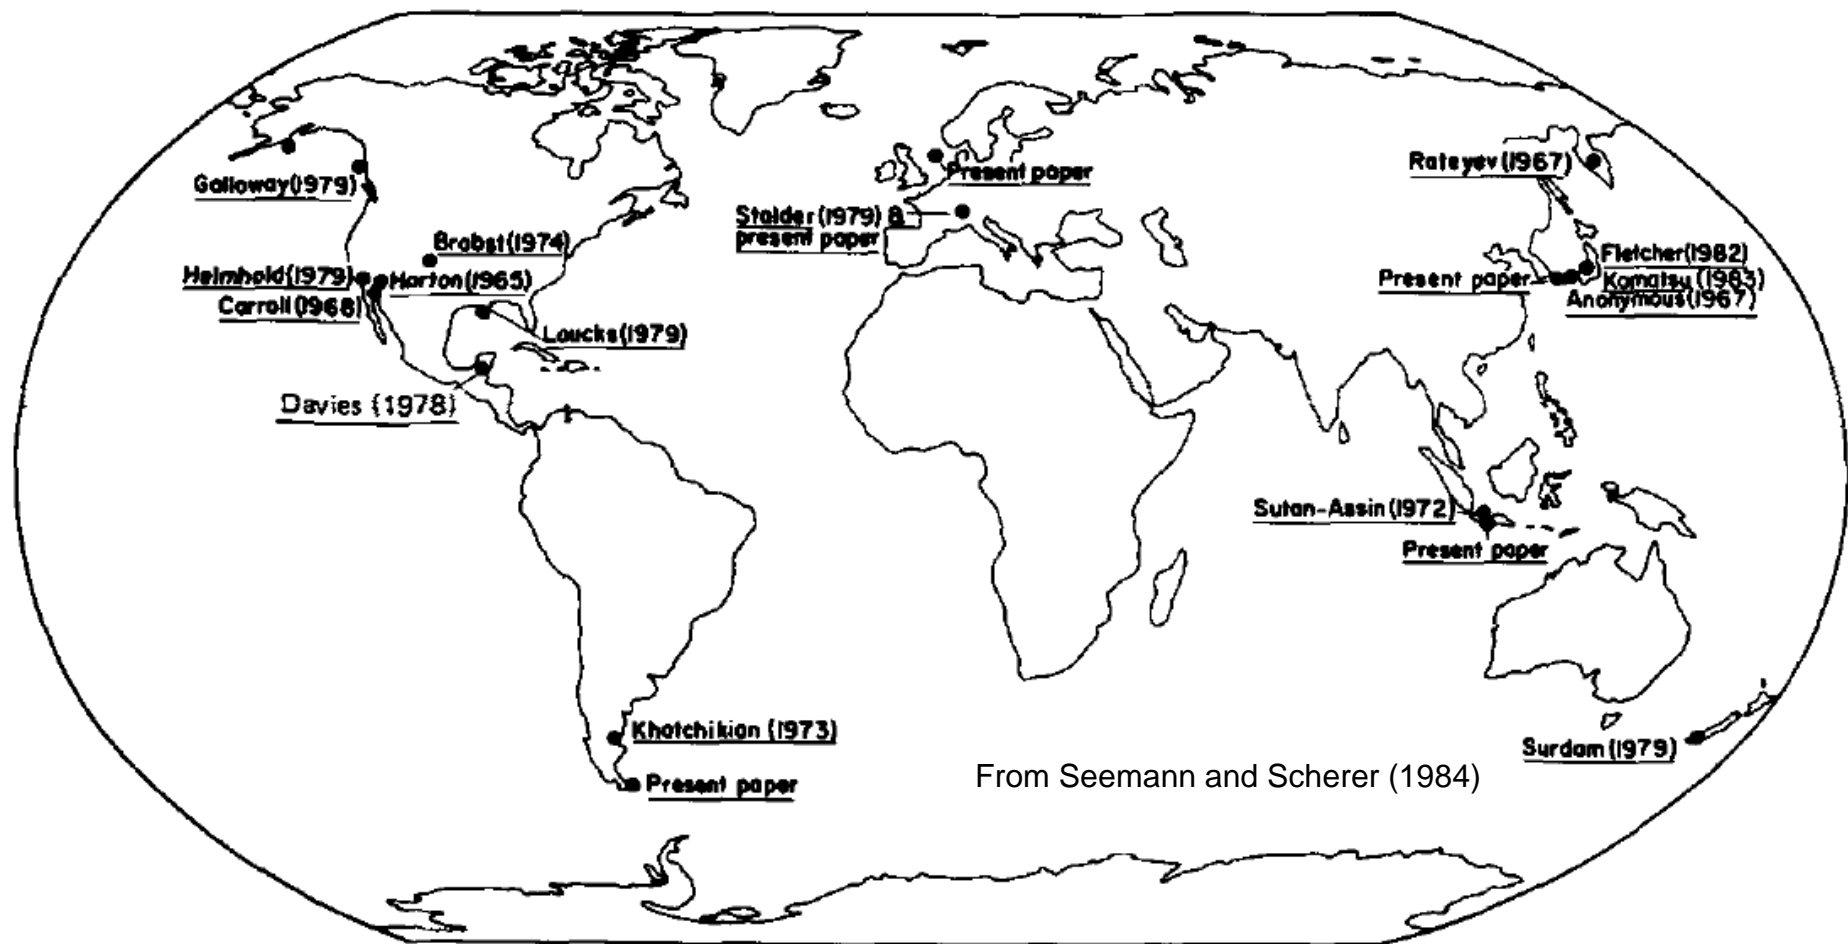 Galloway(1979)
Brabst(1974)
Helmhold(1979)
Horton(1965)
Carroll(1968)
Loucks(1979)
Davies (1978)
Present paper
Stalder (1979) &
present paper
Rateyev(1967)
Fletcher(1982)
Present paper
Komatsu (1983)
Anonymous(1967)
Sutan-Assin(1972)
Present paper
Khatchikian (1973)
Present paper
Surdam(1979)
From Seemann and Scherer (1984)